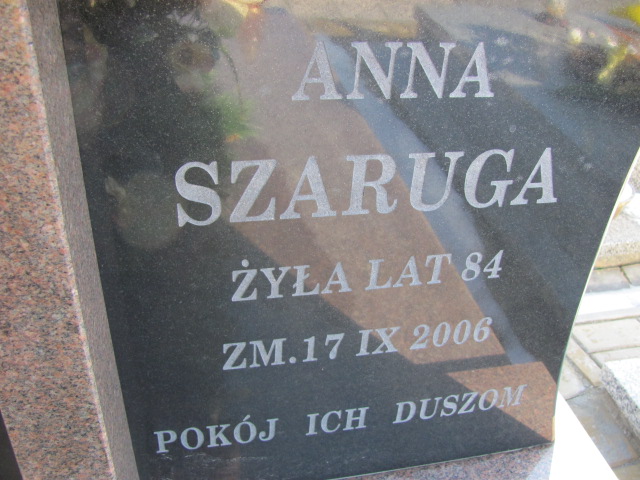 ANNA
SZARUGA
ŻYŁA LAT 84
ZM.17 IX 2006
POKÓJ ICH DUSZOM